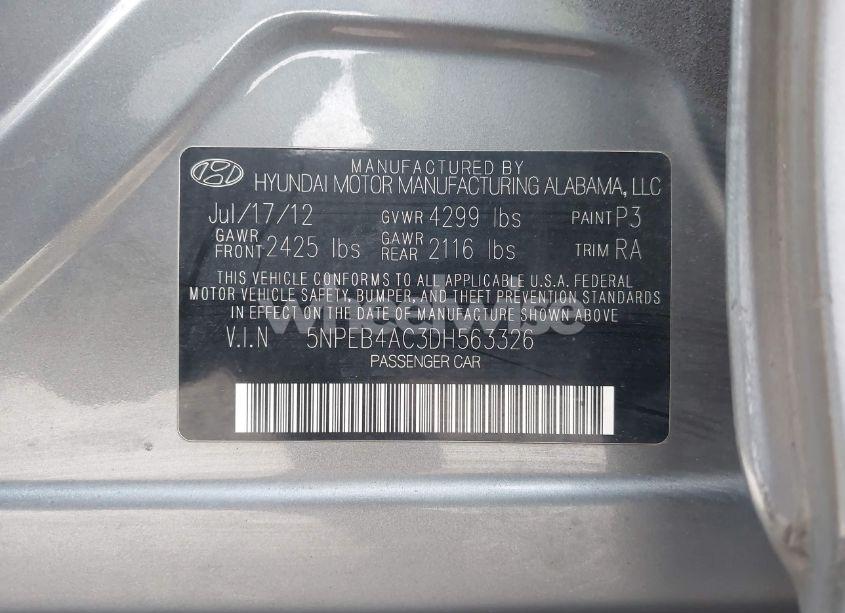 MANUFACTURED BY
HYUNDAI MOTOR MANUFACTURING ALABAMA, LLC
Jul/17/12 GVWR 4299 lbs PAINT P3
GAWR FRONT 2425 lbs GAWR REAR 2116 lbs TRIM RA
THIS VEHICLE CONFORMS TO ALL APPLICABLE U.S.A. FEDERAL
MOTOR VEHICLE SAFETY, BUMPER, AND THEFT PREVENTION STANDARDS
IN EFFECT ON THE DATE OF MANUFACTURE SHOWN ABOVE.
wheelwise
V.I.N 5NPEB4AC3DH563326
PASSENGER CAR